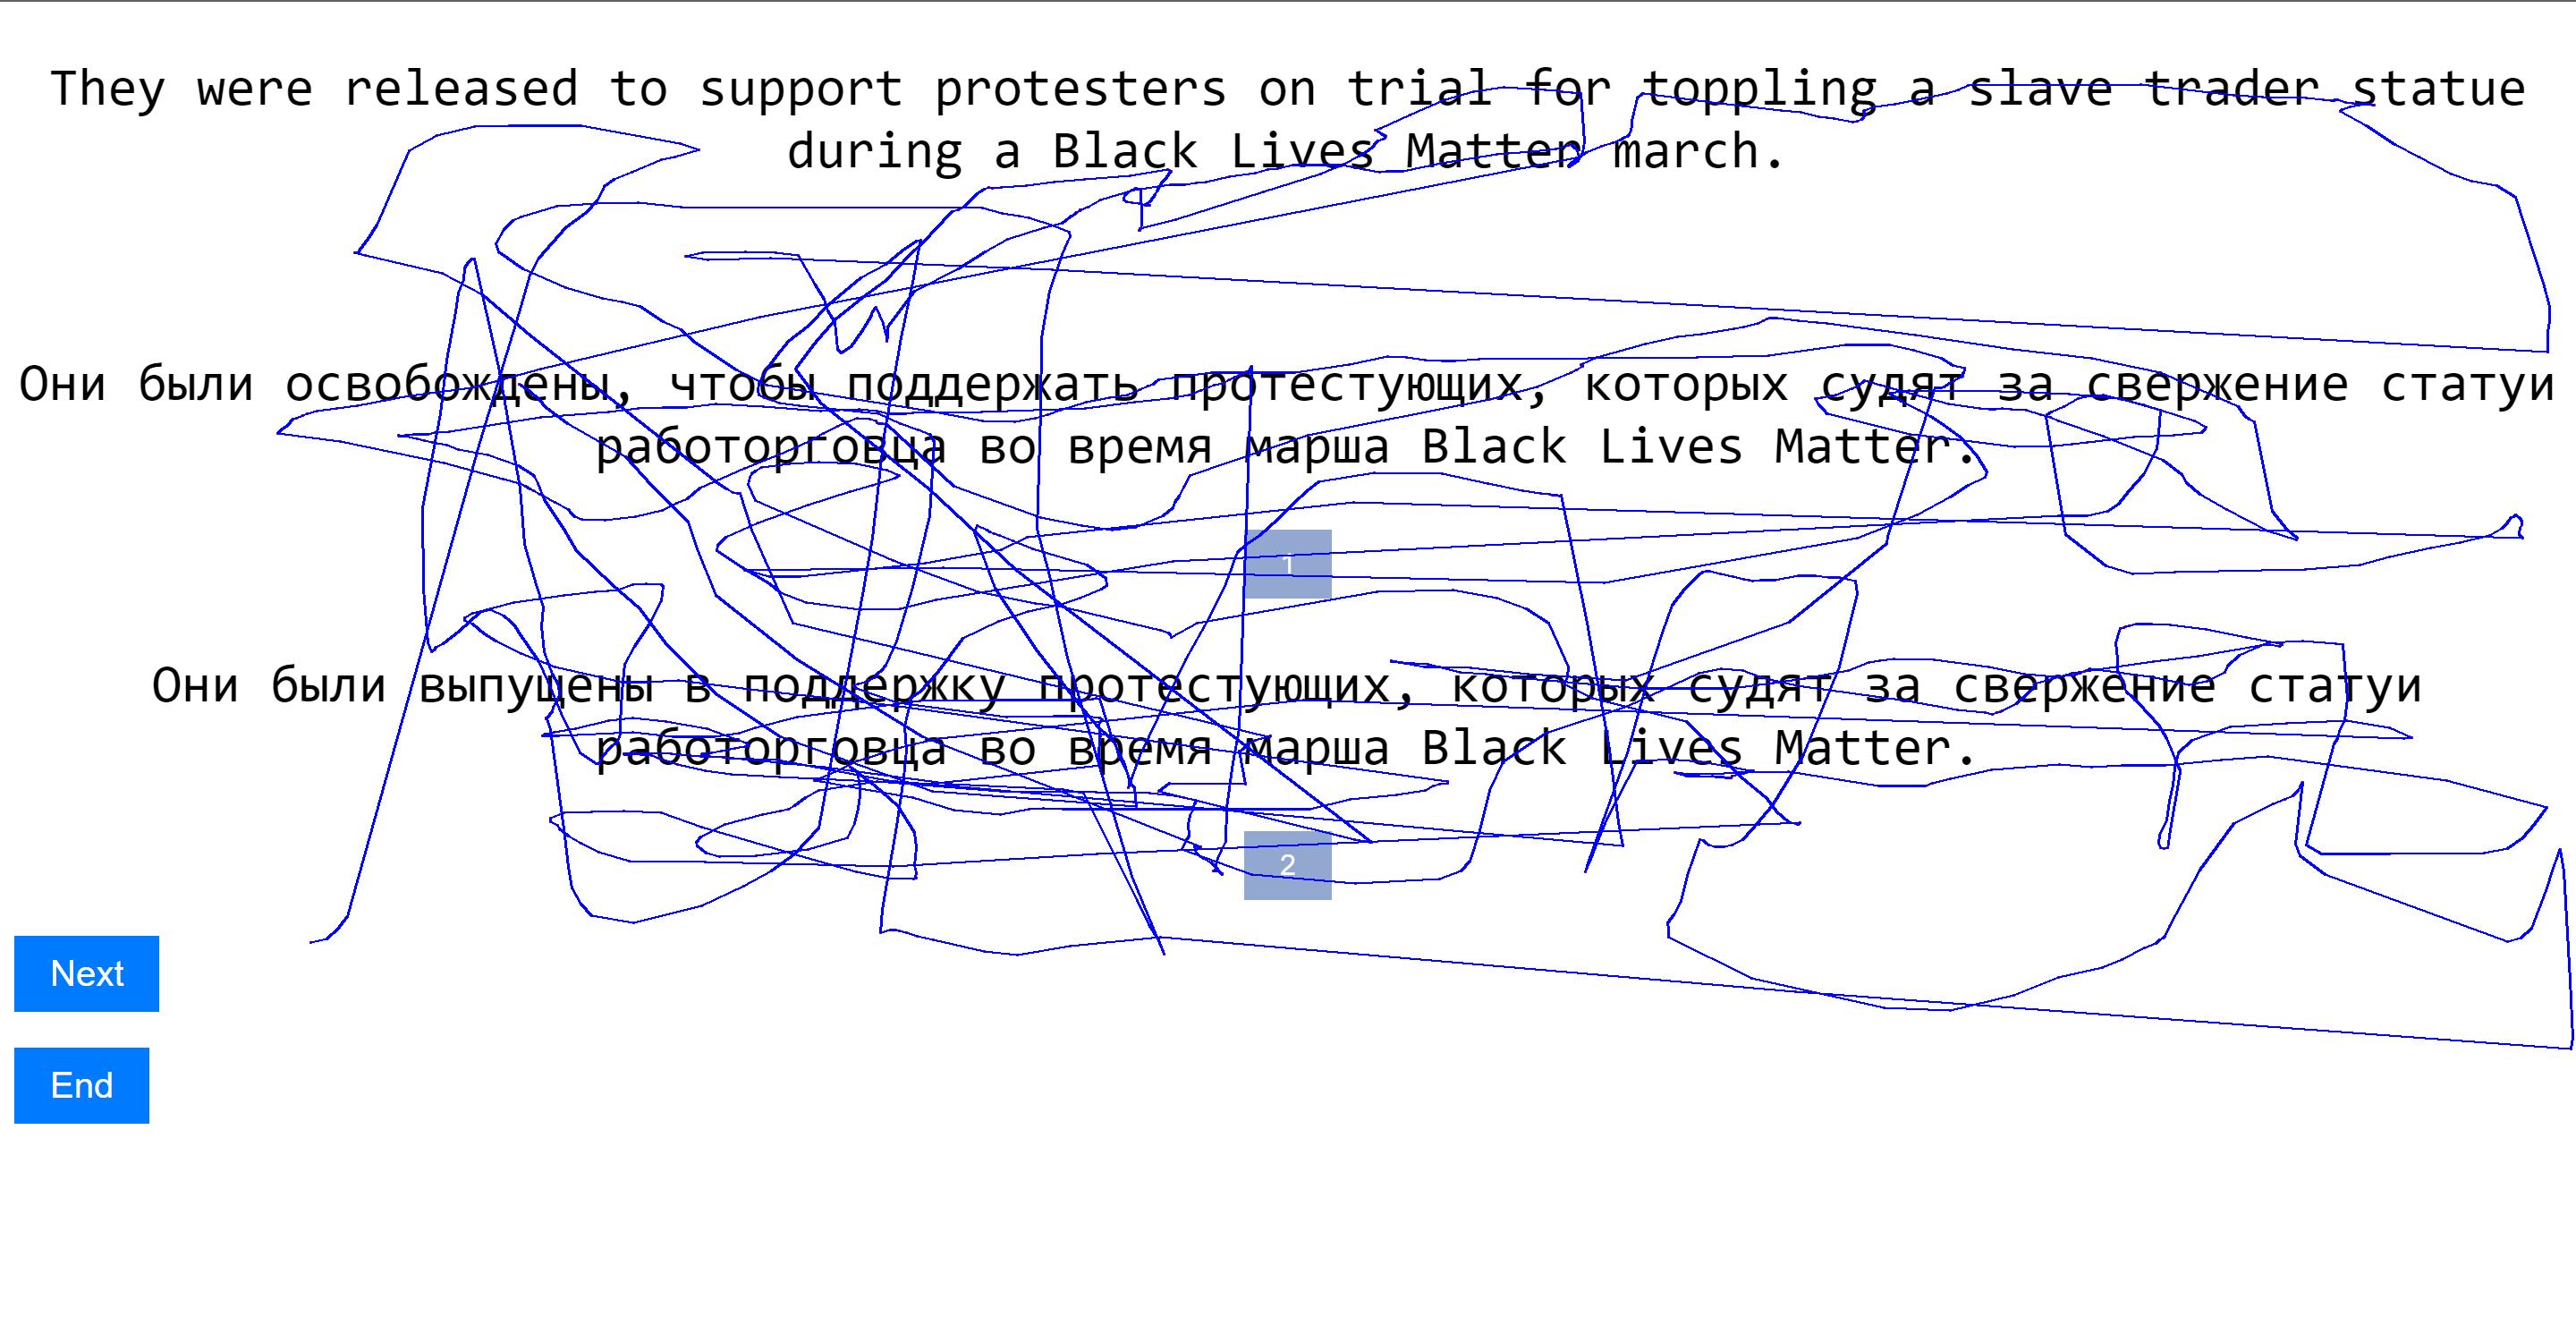 They were released to support protesters on trial for toppling a slave trader statue
during a Black Lives Matter march.
Они были освобождены, чтобы поддержать протестующих, которых судят за свержение статуи
работорговца во время марша Black Lives Matter.
1
Они были выпущены в поддержку протестующих, которых судят за свержение статуи
работорговца во время марша Black Lives Matter.
2
Next
End